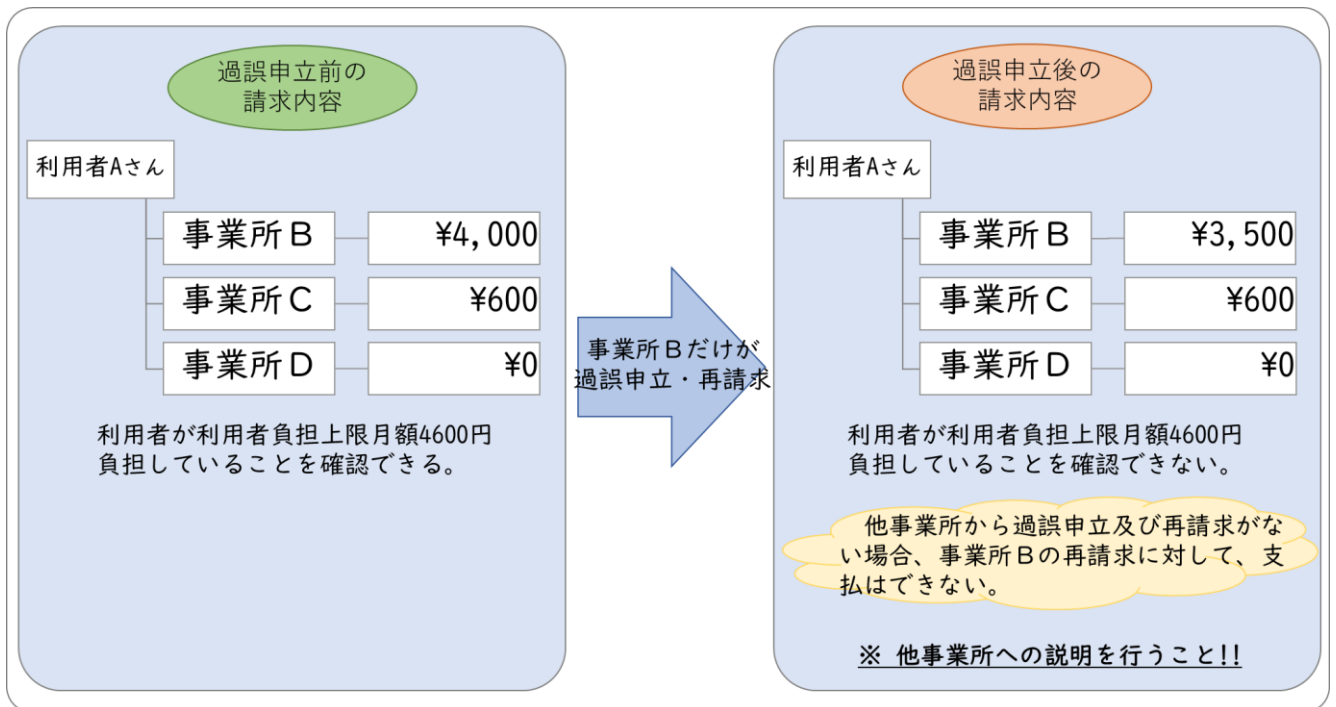 過誤申立前の
請求内容
利用者Aさん
事業所B
¥4,000
事業所C
¥600
事業所D
¥0
利用者が利用者負担上限月額4600円
負担していることを確認できる。
事業所Bだけが
過誤申立・再請求
過誤申立後の
請求内容
利用者Aさん
事業所B
¥3,500
事業所C
¥600
事業所D
¥0
利用者が利用者負担上限月額4600円
負担していることを確認できない。
他事業所から過誤申立及び再請求がな
い場合、事業所Bの再請求に対して、支
払はできない。
※ 他事業所への説明を行うこと!!